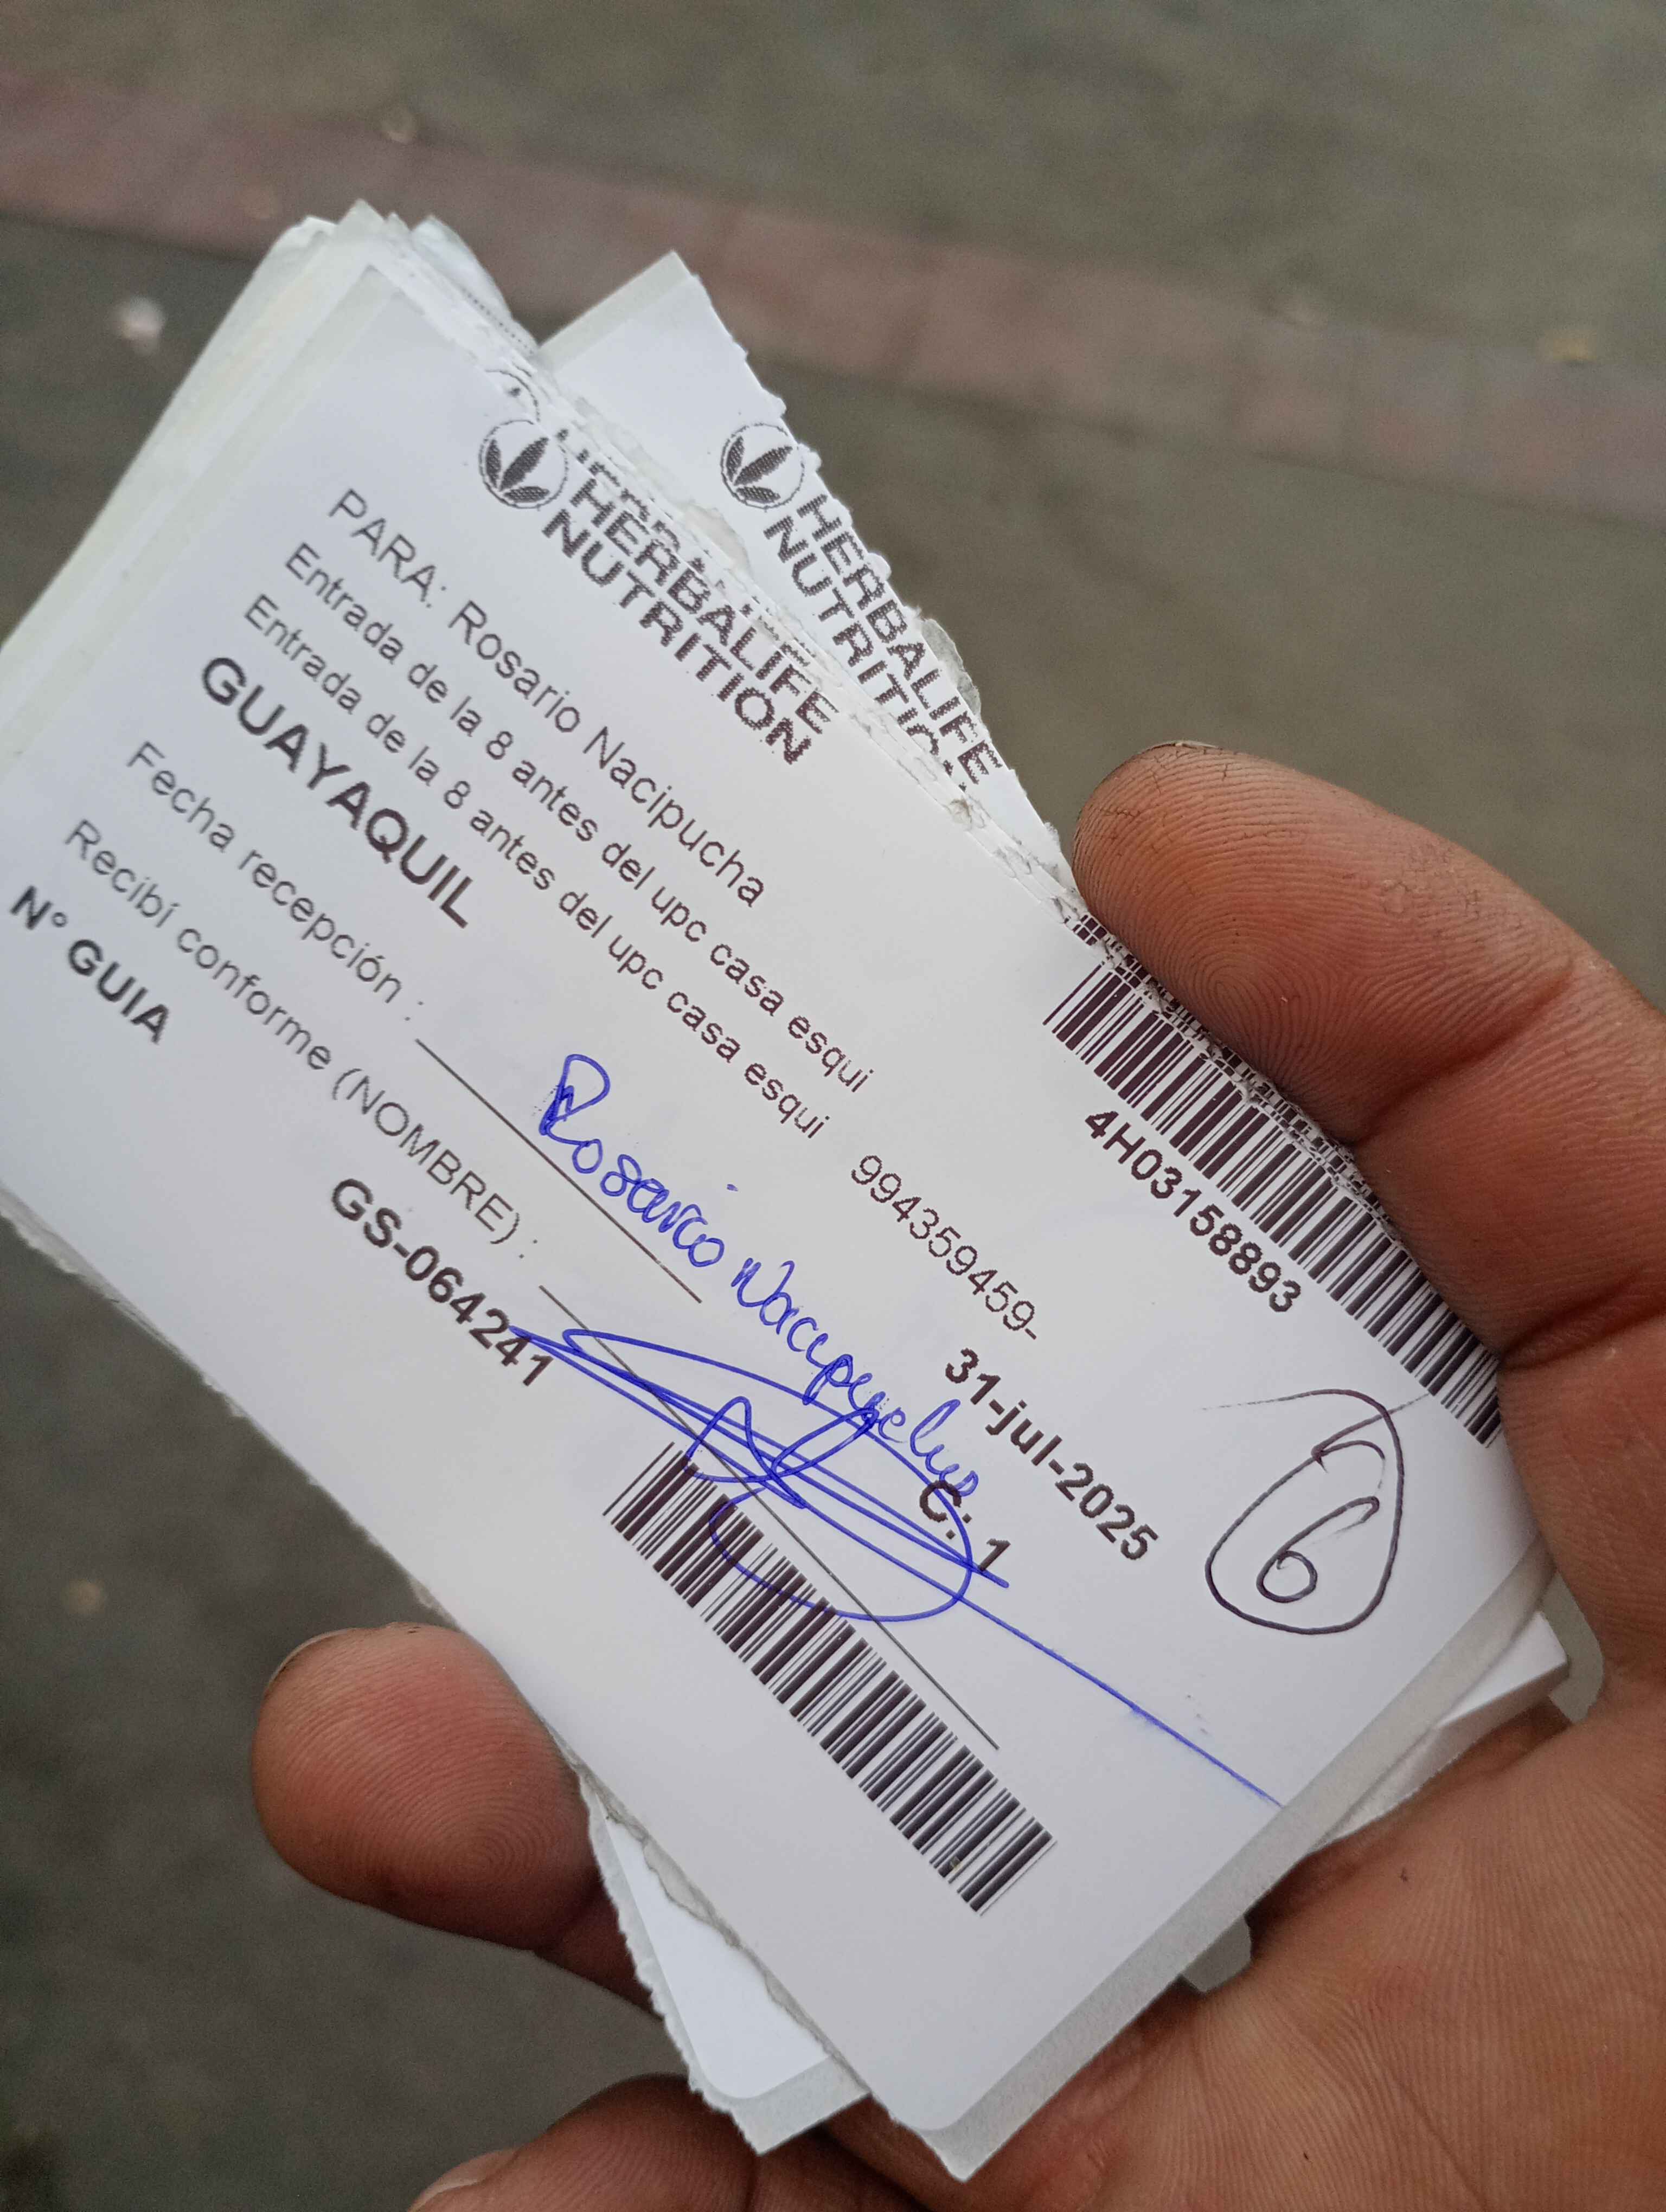 HERBALIFE
NUTRITION
HERBALIFE
NUTRITION
4H03158893
PARA: Rosario Nacipucha
Entrada de la 8 antes del upc casa esqui
Entrada de la 8 antes del upc casa esqui 994359459-
GUAYAQUIL 31-jul-2025
Fecha recepción : C: 1
Rosario Nacipucha
Recibí conforme (NOMBRE) :
N° GUIA GS-064241
6